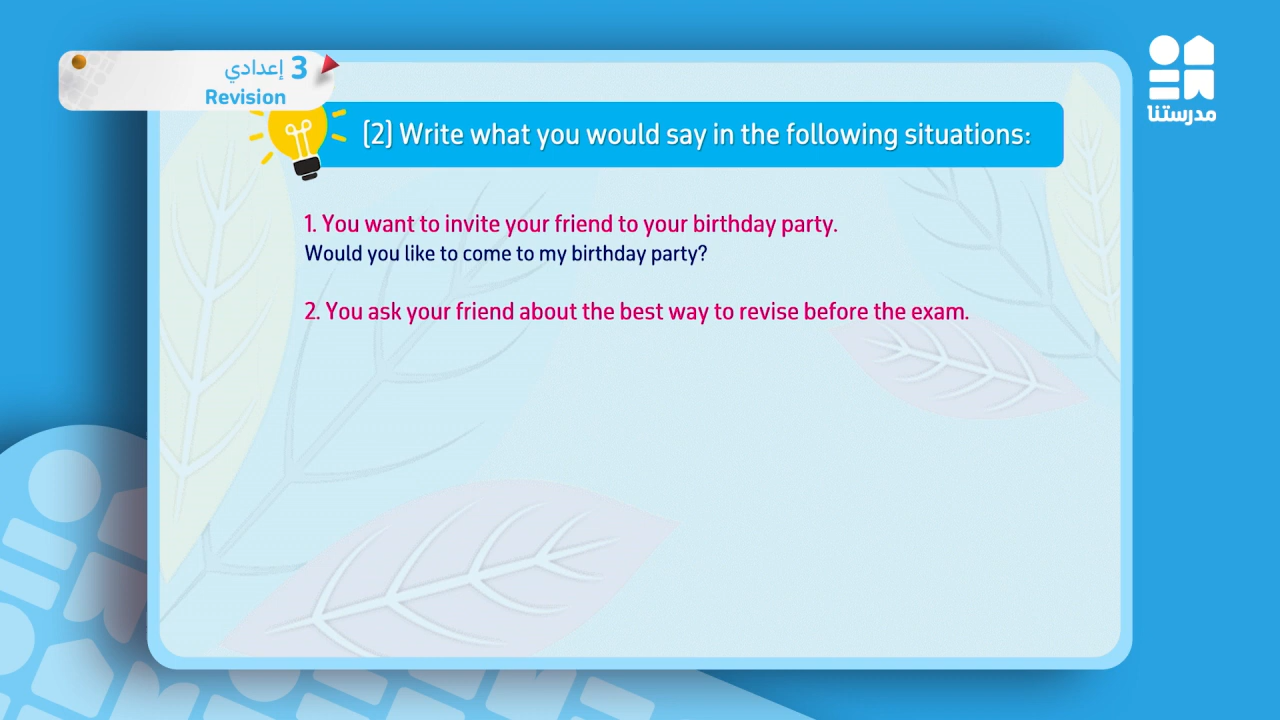 3 إعدادي
Revision
مدرستنا
(2) Write what you would say in the following situations:
1. You want to invite your friend to your birthday party.
Would you like to come to my birthday party?
2. You ask your friend about the best way to revise before the exam.